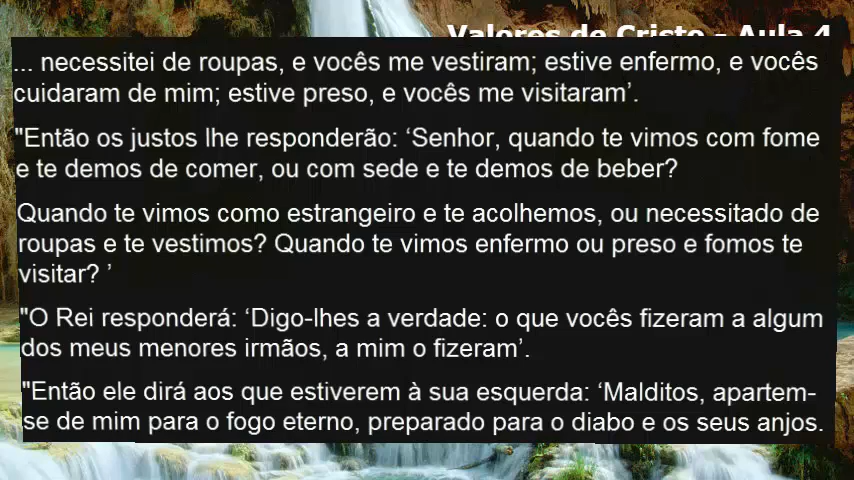 Valores de Cristo - Aula 4
... necessitei de roupas, e vocês me vestiram; estive enfermo, e vocês
cuidaram de mim; estive preso, e vocês me visitaram’.
"Então os justos lhe responderão: ‘Senhor, quando te vimos com fome
e te demos de comer, ou com sede e te demos de beber?
Quando te vimos como estrangeiro e te acolhemos, ou necessitado de
roupas e te vestimos? Quando te vimos enfermo ou preso e fomos te
visitar? ’
"O Rei responderá: ‘Digo-lhes a verdade: o que vocês fizeram a algum
dos meus menores irmãos, a mim o fizeram’.
"Então ele dirá aos que estiverem à sua esquerda: ‘Malditos, apartem-
se de mim para o fogo eterno, preparado para o diabo e os seus anjos.